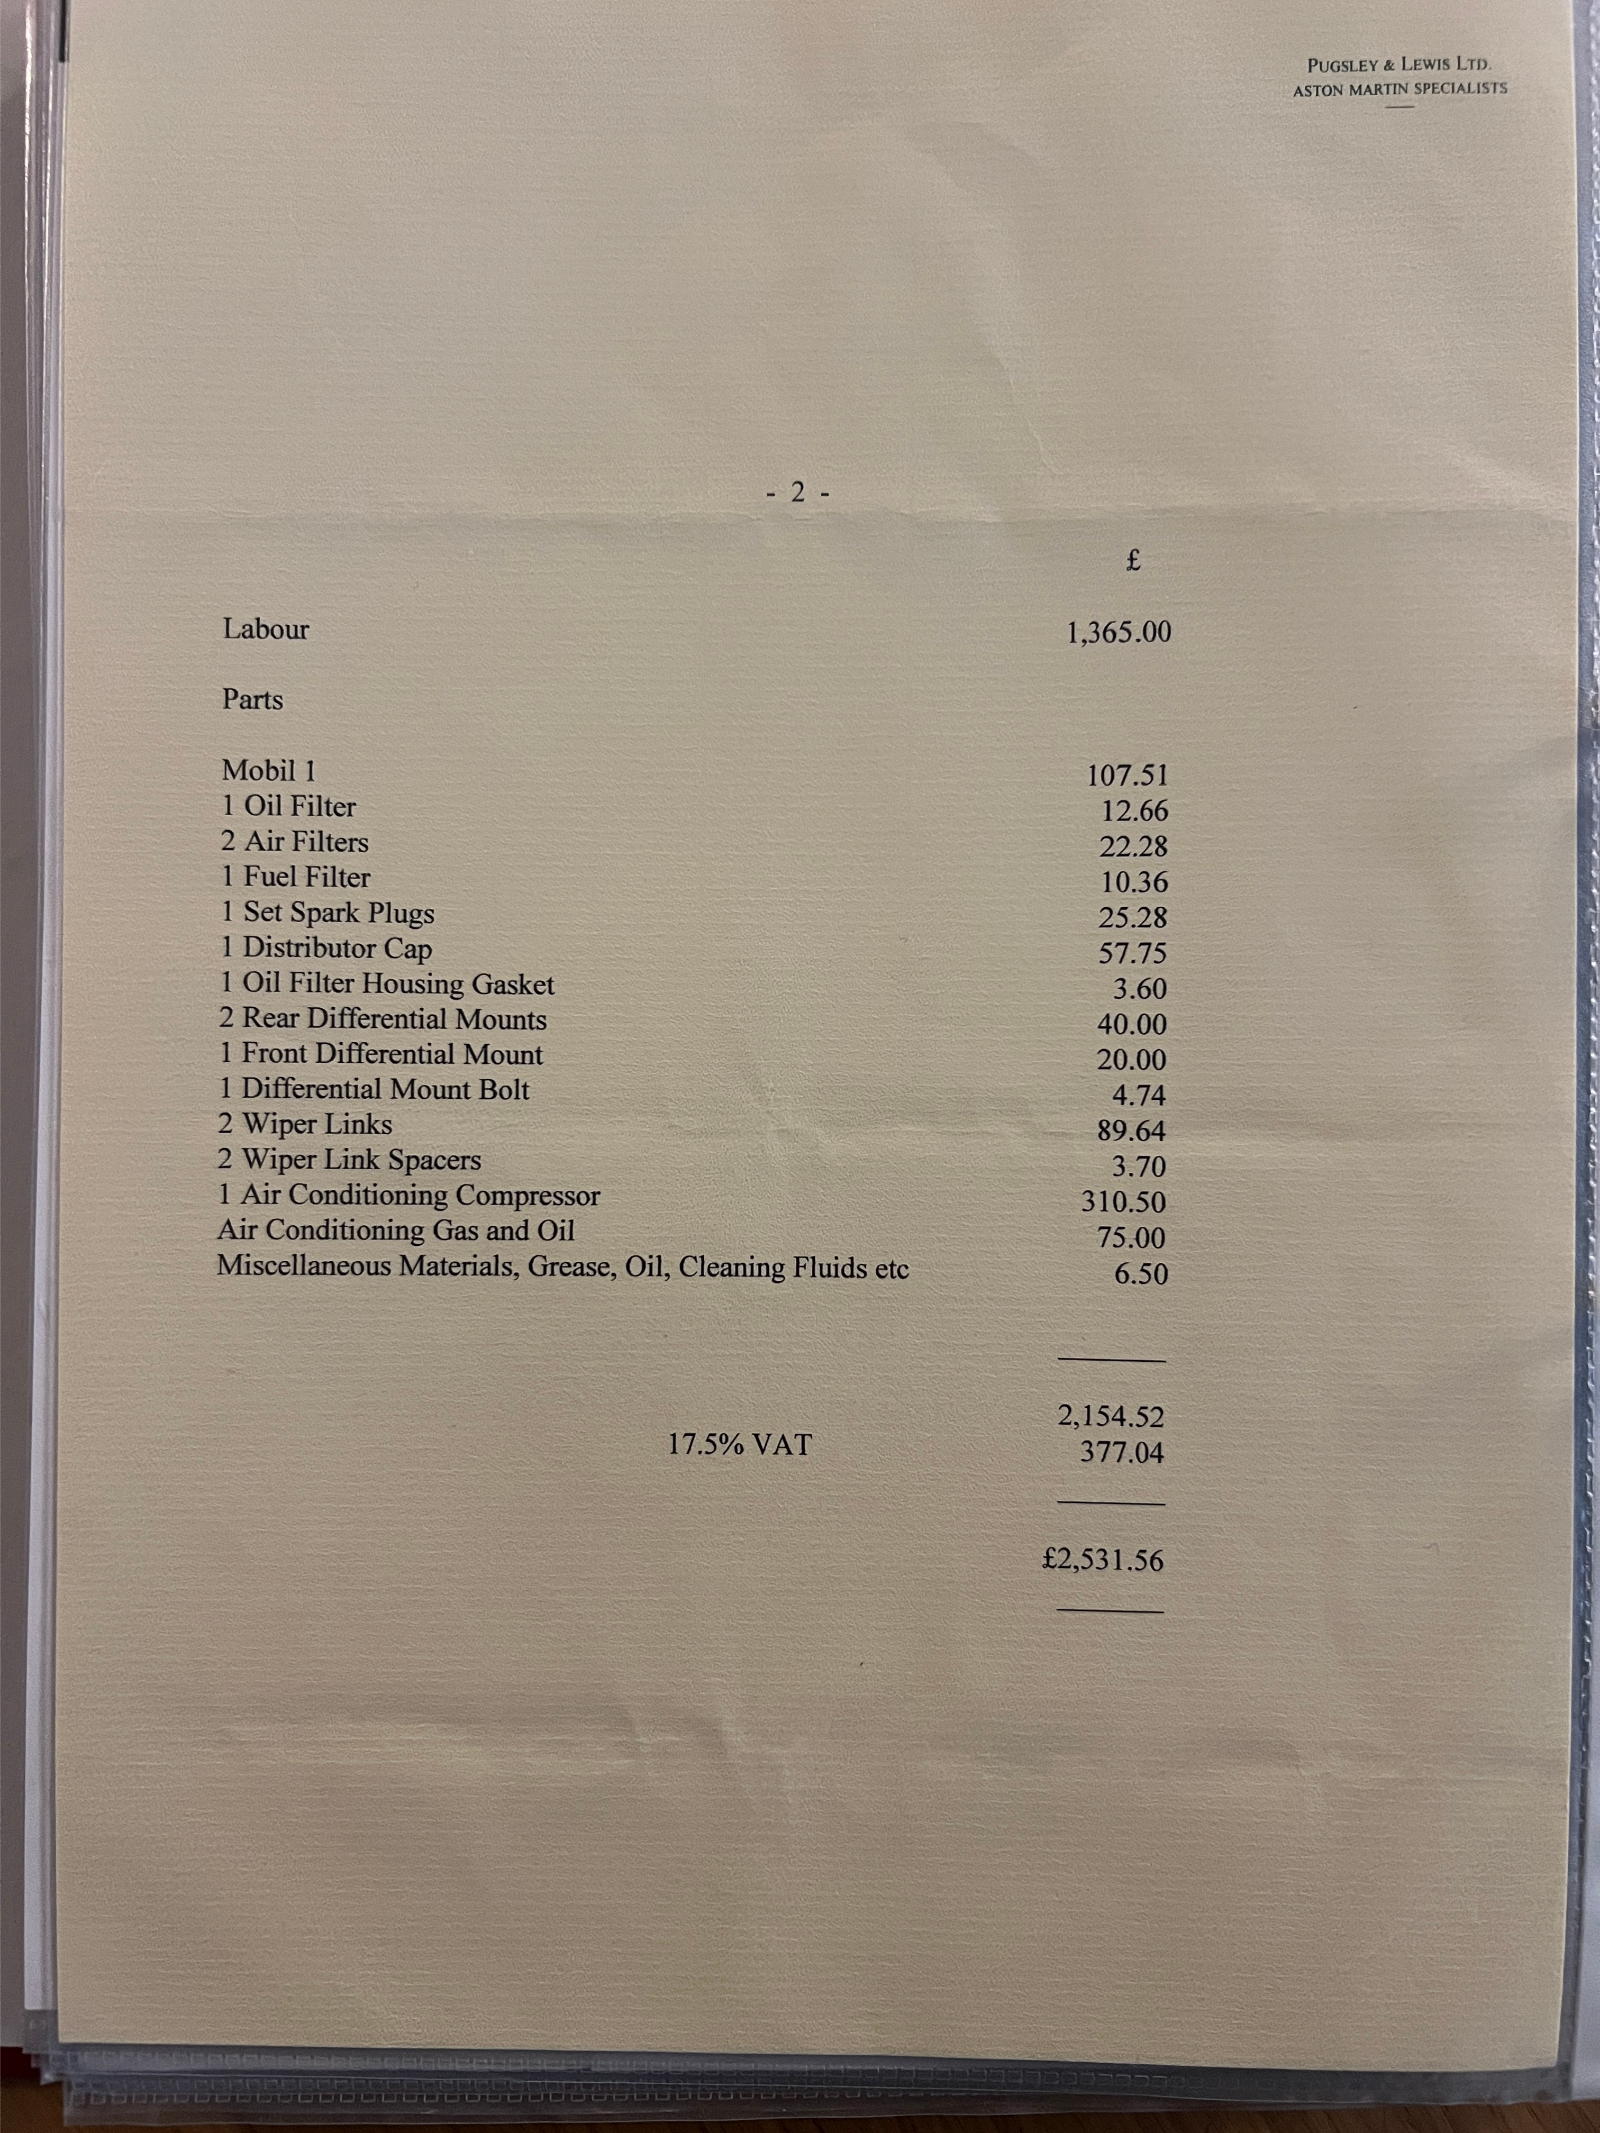 PUGSLEY & LEWIS LTD.
ASTON MARTIN SPECIALISTS
- 2 -
£
Labour 1,365.00
Parts
Mobil 1 107.51
1 Oil Filter 12.66
2 Air Filters 22.28
1 Fuel Filter 10.36
1 Set Spark Plugs 25.28
1 Distributor Cap 57.75
1 Oil Filter Housing Gasket 3.60
2 Rear Differential Mounts 40.00
1 Front Differential Mount 20.00
1 Differential Mount Bolt 4.74
2 Wiper Links 89.64
2 Wiper Link Spacers 3.70
1 Air Conditioning Compressor 310.50
Air Conditioning Gas and Oil 75.00
Miscellaneous Materials, Grease, Oil, Cleaning Fluids etc 6.50
2,154.52
17.5% VAT 377.04
£2,531.56